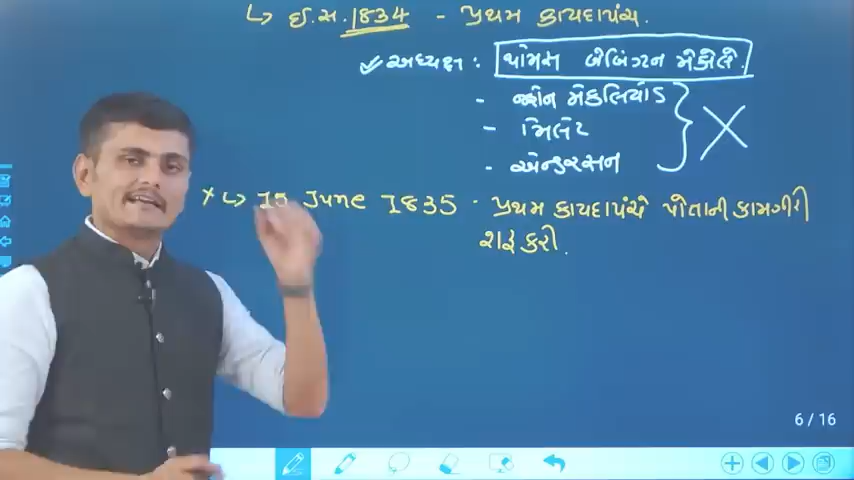 ↳ ઈ.સ. 1834 - પ્રથમ કાયદાપંચ.
અધ્યક્ષ : થોમસ બેબિંગ્ટન મેકોલે.
- જ્હોન મેકલિયોડ
- મિલેટ
- એન્ડરસન
x ↳ 15 June 1835 - પ્રથમ કાયદાપંચે પોતાની કામગીરી
શરૂ કરી.
6 / 16